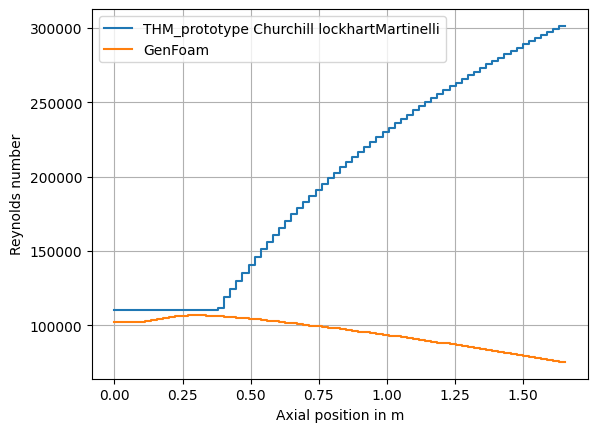 THM_prototype Churchill lockhartMartinelli
GenFoam
Reynolds number
300000
250000
200000
150000
100000
0.00 0.25 0.50 0.75 1.00 1.25 1.50
Axial position in m